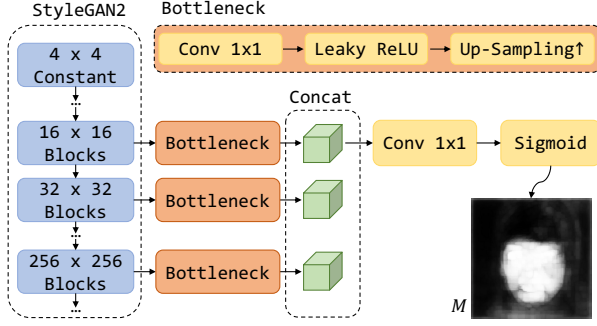 StyleGAN2
Bottleneck
4 x 4
Constant
...
16 x 16
Blocks
32 x 32
Blocks
...
256 x 256
Blocks
...
Conv 1x1
Leaky ReLU
Up-Sampling↑
Bottleneck
Bottleneck
Bottleneck
Concat
Conv 1x1
Sigmoid
M